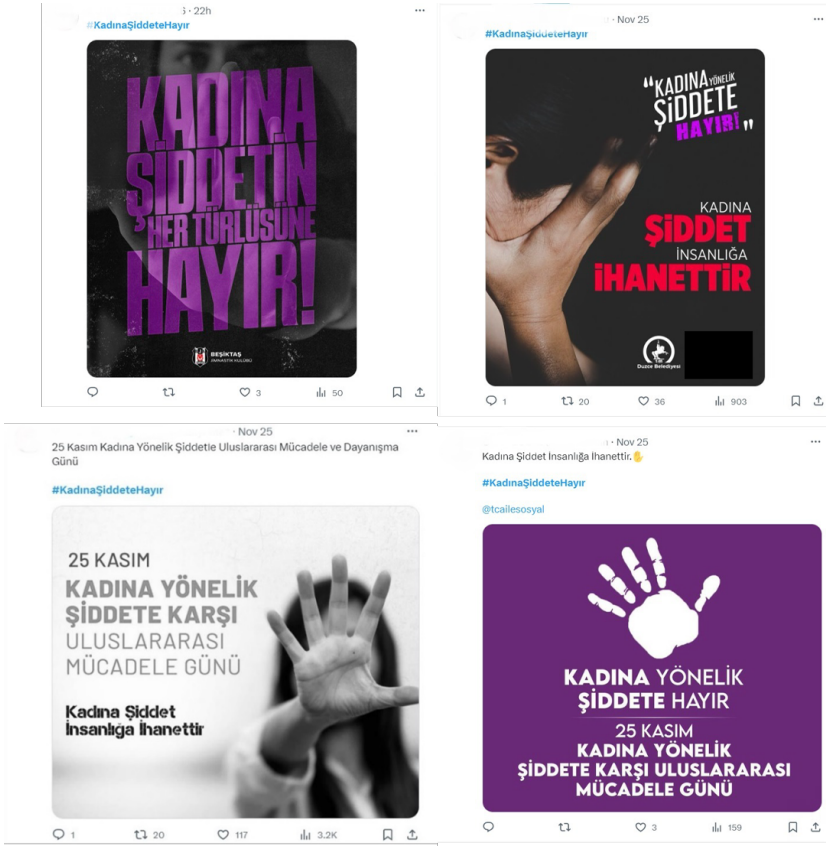 22h
#KadınaŞiddeteHayır
KADINA
ŞİDDETİN
HER TÜRLÜSÜNE
HAYIR!
BEŞİKTAŞ
JİMNASTİK KULÜBÜ
3
50
· Nov 25
#KadınaŞiddeteHayır
“KADINA YÖNELİK
ŞİDDETE
HAYIR!”
KADINA
ŞİDDET
İNSANLIĞA
İHANETTİR
Düzce Belediyesi
1
20
36
903
· Nov 25
25 Kasım Kadına Yönelik Şiddetle Uluslararası Mücadele ve Dayanışma
Günü
#KadınaŞiddeteHayır
25 KASIM
KADINA YÖNELİK
ŞİDDETE KARŞI
ULUSLARARASI
MÜCADELE GÜNÜ
Kadına Şiddet
İnsanlığa İhanettir
1
20
117
3.2K
· Nov 25
Kadına Şiddet İnsanlığa İhanettir.✋
#KadınaŞiddeteHayır
@tcailesosyal
KADINA YÖNELİK
ŞİDDETE HAYIR
25 KASIM
KADINA YÖNELİK
ŞİDDETE KARŞI ULUSLARARASI
MÜCADELE GÜNÜ
3
159